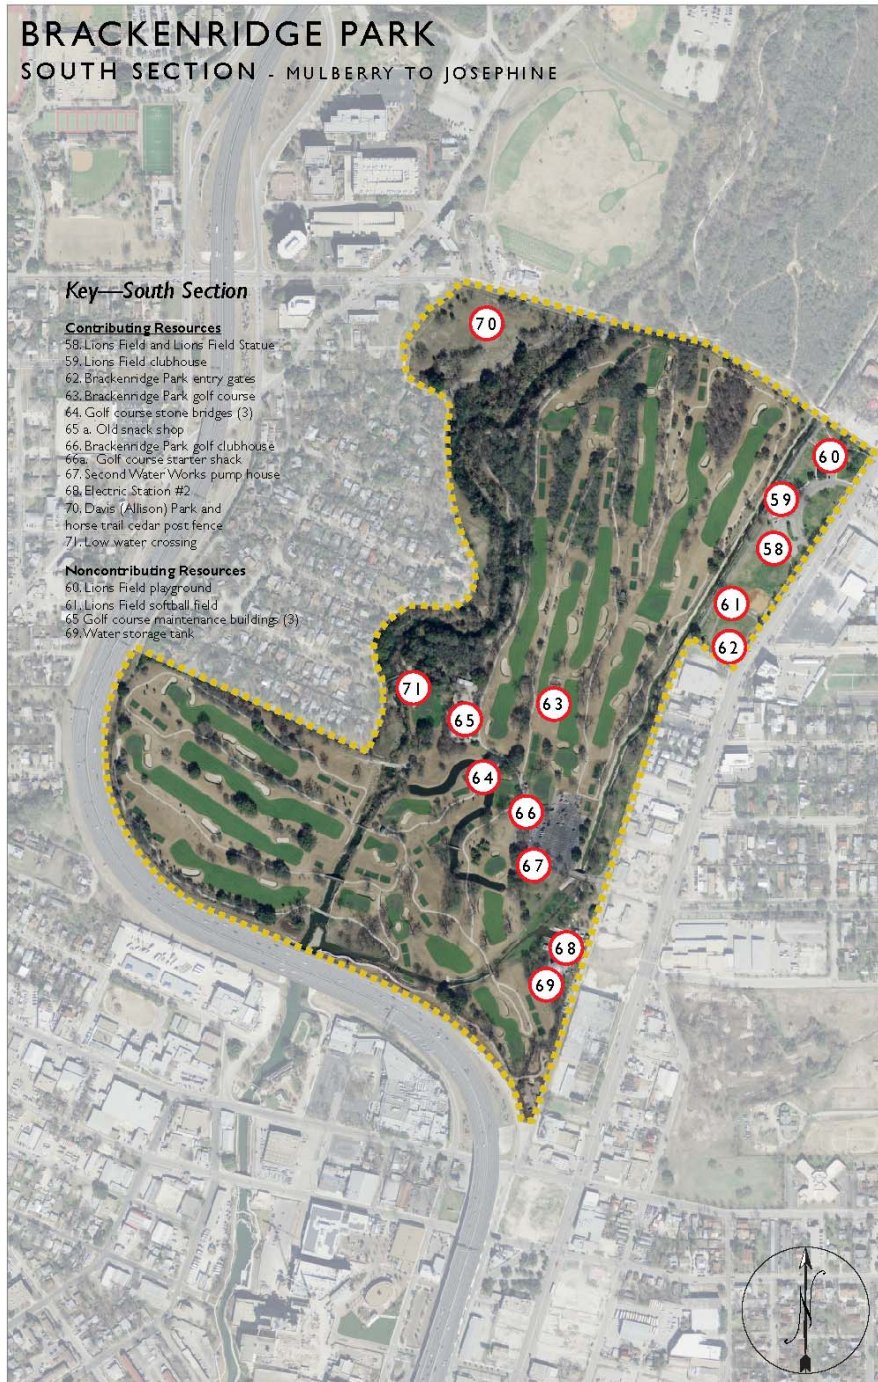 BRACKENRIDGE PARK
SOUTH SECTION - MULBERRY TO JOSEPHINE
Key—South Section
Contributing Resources
58. Lions Field and Lions Field Statue
59. Lions Field clubhouse
62. Brackenridge Park entry gates
63. Brackenridge Park golf course
64. Golf course stone bridges (3)
65 a. Old snack shop
66. Brackenridge Park golf clubhouse
66a. Golf course starter shack
67. Second Water Works pump house
68. Electric Station #2
70. Davis (Allison) Park and
horse trail cedar post fence
71. Low water crossing
Noncontributing Resources
60. Lions Field playground
61. Lions Field softball field
65 Golf course maintenance buildings (3)
69. Water storage tank
70
60
59
58
61
62
71
65
63
64
66
67
68
69
N